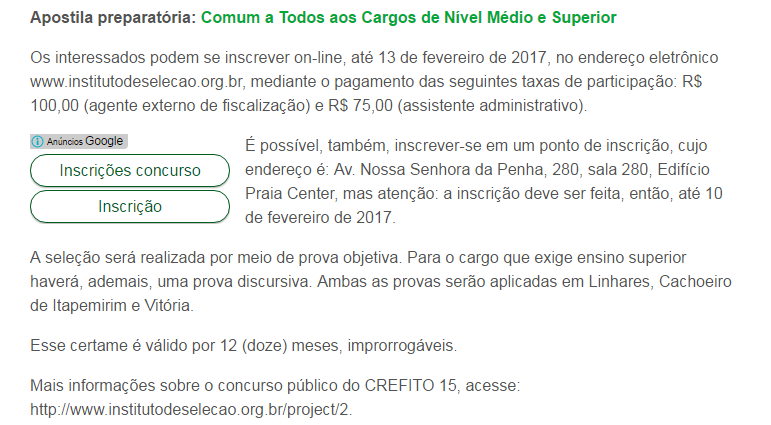 Apostila preparatória: Comum a Todos aos Cargos de Nível Médio e Superior
Os interessados podem se inscrever on-line, até 13 de fevereiro de 2017, no endereço eletrônico
www.institutodeselecao.org.br, mediante o pagamento das seguintes taxas de participação: R$
100,00 (agente externo de fiscalização) e R$ 75,00 (assistente administrativo).
Anúncios Google
Inscrições concurso
Inscrição
É possível, também, inscrever-se em um ponto de inscrição, cujo
endereço é: Av. Nossa Senhora da Penha, 280, sala 280, Edifício
Praia Center, mas atenção: a inscrição deve ser feita, então, até 10
de fevereiro de 2017.
A seleção será realizada por meio de prova objetiva. Para o cargo que exige ensino superior
haverá, ademais, uma prova discursiva. Ambas as provas serão aplicadas em Linhares, Cachoeiro
de Itapemirim e Vitória.
Esse certame é válido por 12 (doze) meses, improrrogáveis.
Mais informações sobre o concurso público do CREFITO 15, acesse:
http://www.institutodeselecao.org.br/project/2.